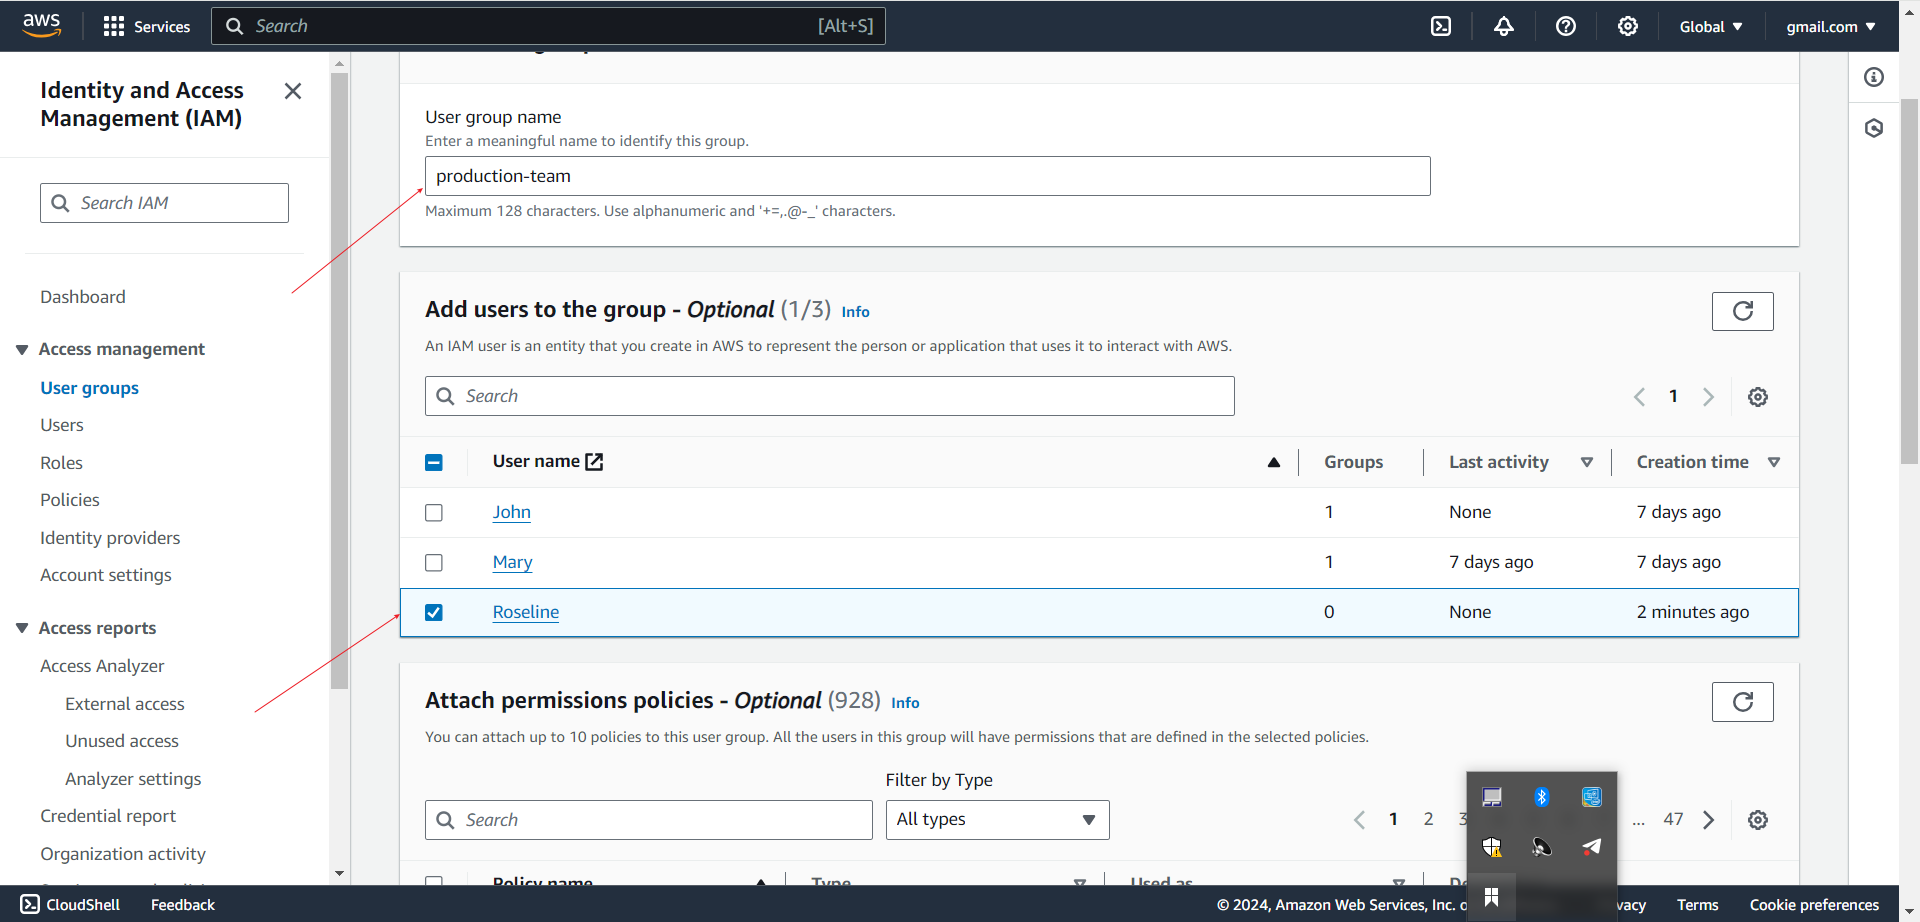 aws
Services
Search
[Alt+S]
Global
gmail.com
Identity and Access
Management (IAM)
Search IAM
Dashboard
Access management
User groups
Users
Roles
Policies
Identity providers
Account settings
Access reports
Access Analyzer
External access
Unused access
Analyzer settings
Credential report
Organization activity
User group name
Enter a meaningful name to identify this group.
production-team
Maximum 128 characters. Use alphanumeric and '+=,.@-_' characters.
Add users to the group - Optional (1/3) Info
An IAM user is an entity that you create in AWS to represent the person or application that uses it to interact with AWS.
Search
1
User name Groups Last activity Creation time
John 1 None 7 days ago
Mary 1 7 days ago 7 days ago
Roseline 0 None 2 minutes ago
Attach permissions policies - Optional (928) Info
You can attach up to 10 policies to this user group. All the users in this group will have permissions that are defined in the selected policies.
Filter by Type
Search
All types
1 2 3 ... 47
Policy name Type Used as
CloudShell Feedback
© 2024, Amazon Web Services, Inc. Terms Cookie preferences